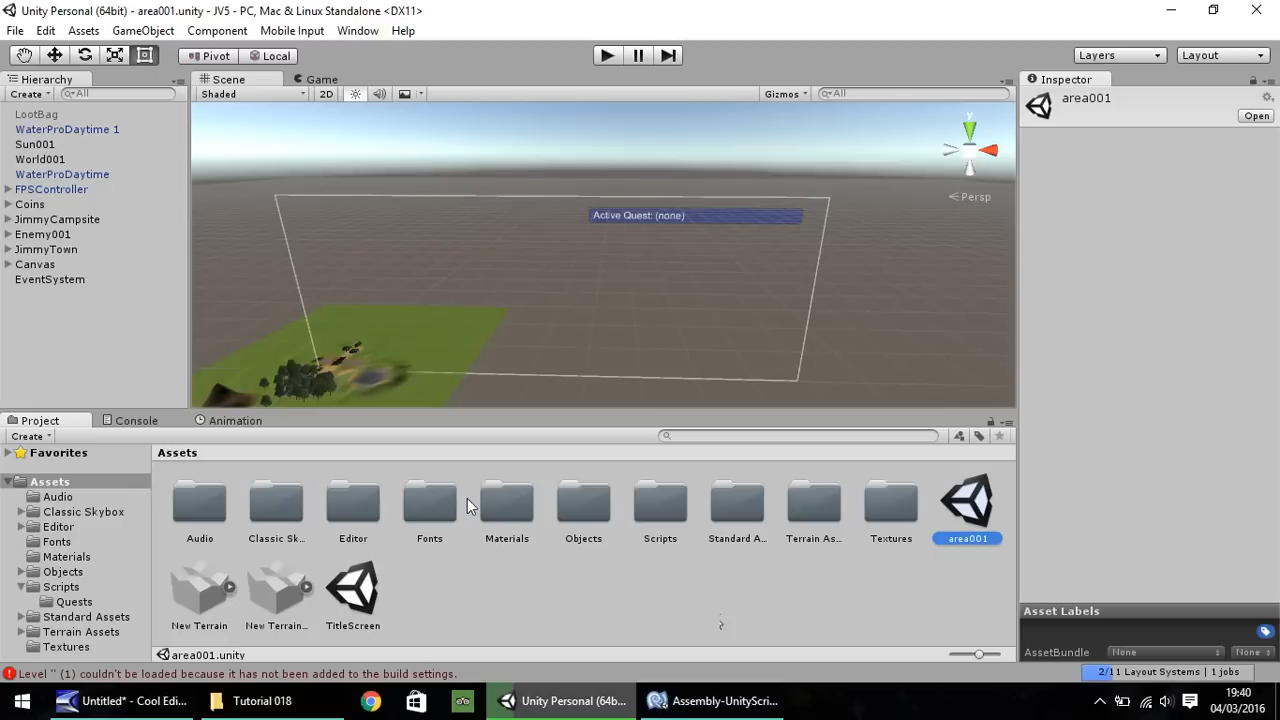 Unity Personal (64bit) - area001.unity - JV5 - PC, Mac & Linux Standalone <DX11>
File Edit Assets GameObject Component Mobile Input Window Help
Pivot Local Layers Layout
Hierarchy Scene Game Inspector
Create All Shaded 2D Gizmos All area001
Open
LootBag
WaterProDaytime 1
Sun001
World001
WaterProDaytime
FPSController
Coins
JimmyCampsite
Enemy001
JimmyTown
Canvas
EventSystem
y
Persp
Active Quest: (none)
Project Console Animation
Create
Favorites
Assets
Audio
Classic Skybox
Editor
Fonts
Materials
Objects
Scripts
Quests
Standard Assets
Terrain Assets
Textures
Assets
Audio Classic Sk... Editor Fonts Materials Objects Scripts Standard A... Terrain As... Textures area001
New Terrain New Terrain... TitleScreen
area001.unity
Asset Labels
AssetBundle None None
Level '' (1) couldn't be loaded because it has not been added to the build settings.
2/11 Layout Systems | 1 jobs
Untitled* - Cool Edi... Tutorial 018 Unity Personal (64b... Assembly-UnityScri...
19:40
04/03/2016